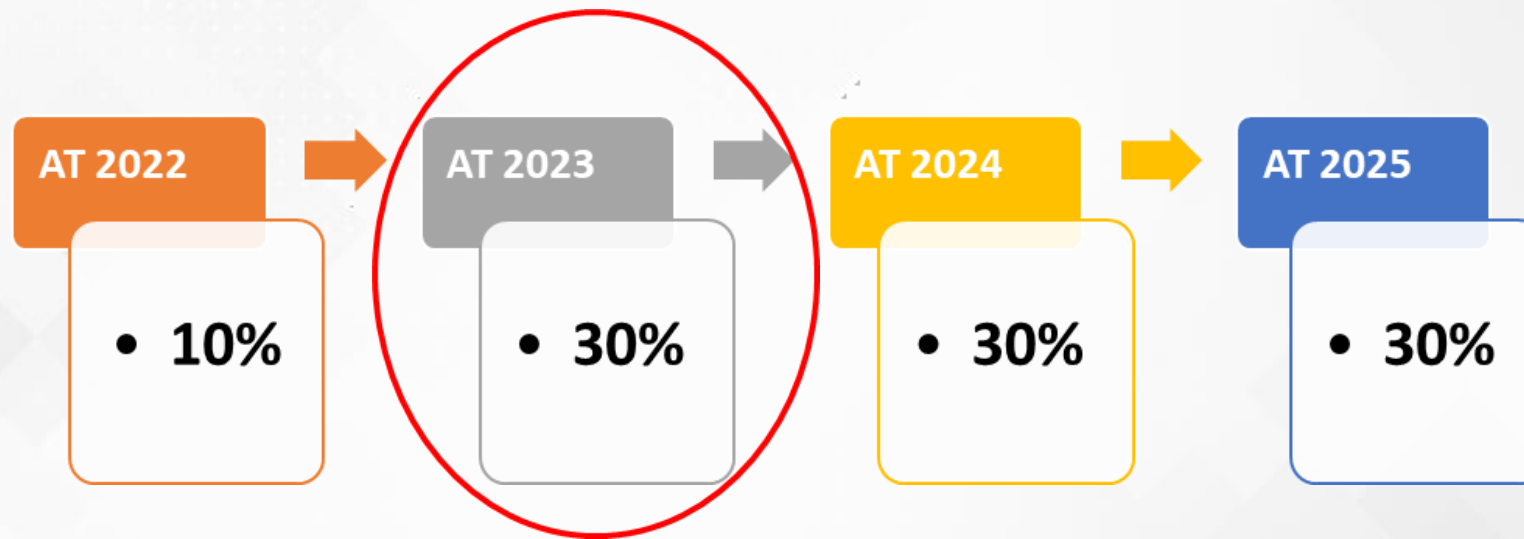 AT 2022
• 10%
AT 2023
• 30%
AT 2024
• 30%
AT 2025
• 30%